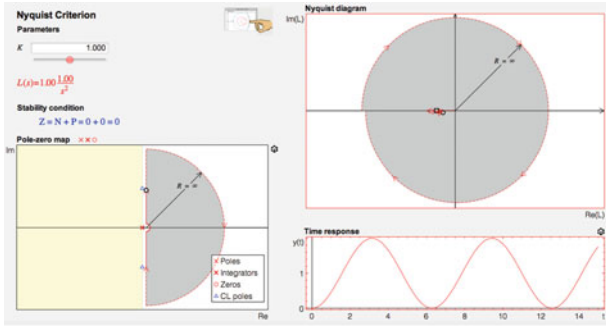 Nyquist Criterion
Parameters
K 1.000
L(s)=1.00 1.00
s²
Stability condition
Z = N + P = 0 + 0 = 0
Pole-zero map
Im
R = ∞
Poles
Integrators
Zeros
CL poles
Re
Nyquist diagram
Im(L)
R = ∞
Re(L)
Time response
y(t)
1
0
0 2 4 6 8 10 12 14 t